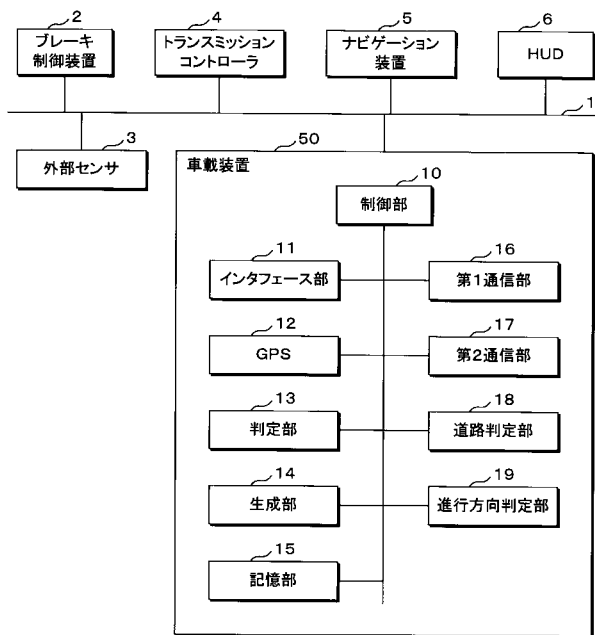 2
ブレーキ
制御装置
4
トランスミッション
コントローラ
5
ナビゲーション
装置
6
HUD
1
3
外部センサ
50
車載装置
10
制御部
11
インタフェース部
16
第1通信部
12
GPS
17
第2通信部
13
判定部
18
道路判定部
14
生成部
19
進行方向判定部
15
記憶部